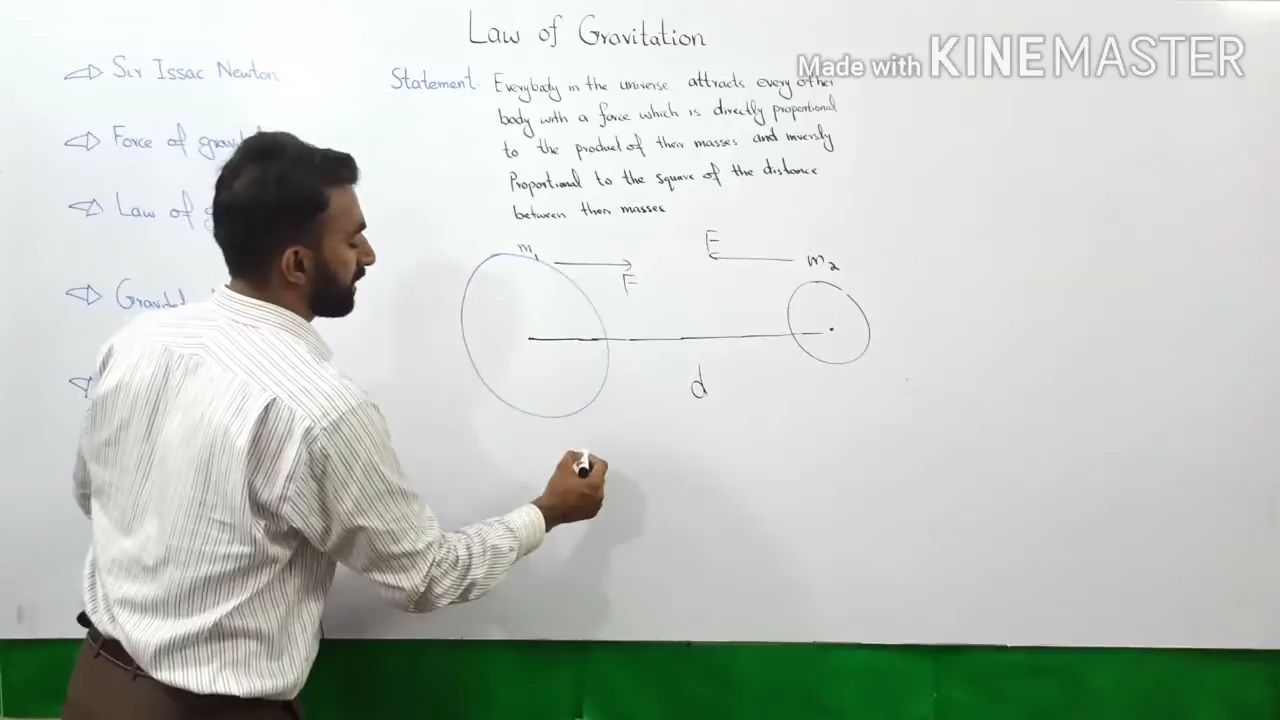 Law of Gravitation
Made with KINEMASTER
Sir Issac Newton
Force of
Law of
Statement Everybody in the universe attracts every other
body with a force which is directly proportional
to the product of their masses and inversly
Proportional to the square of the distance
between their masses
m₁
F
F
m₂
d